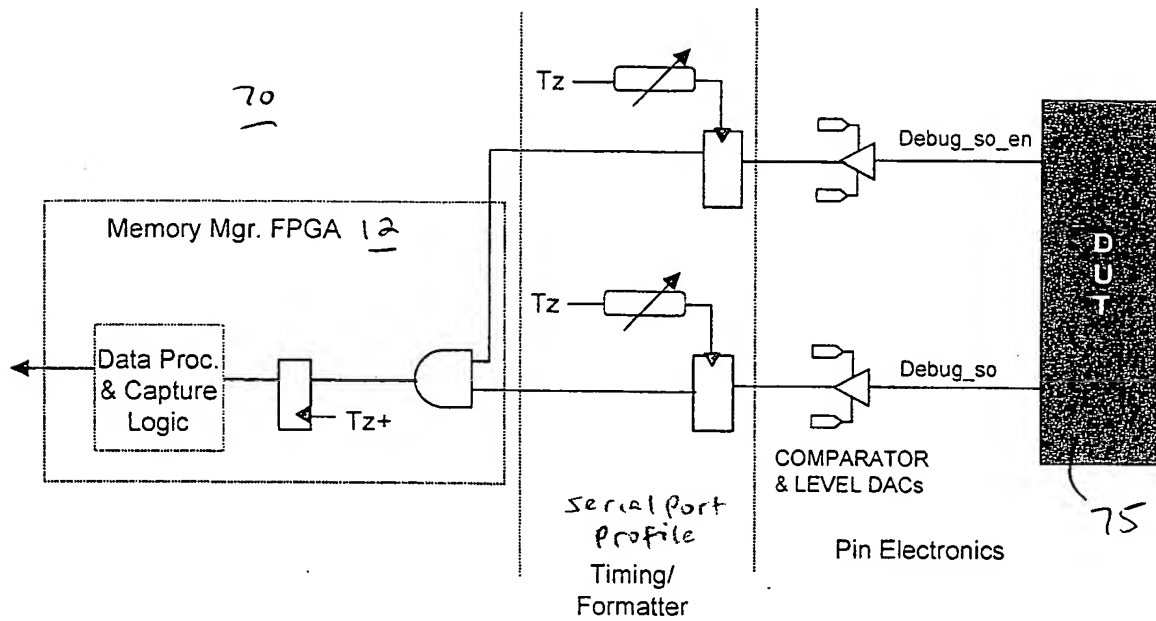 70
Tz
Debug_so_en
Memory Mgr. FPGA 12
DUT
Tz
Data Proc.
& Capture
Logic
Tz+
Debug_so
COMPARATOR
& LEVEL DACs
75
serial port
profile
Timing/
Formatter
Pin Electronics